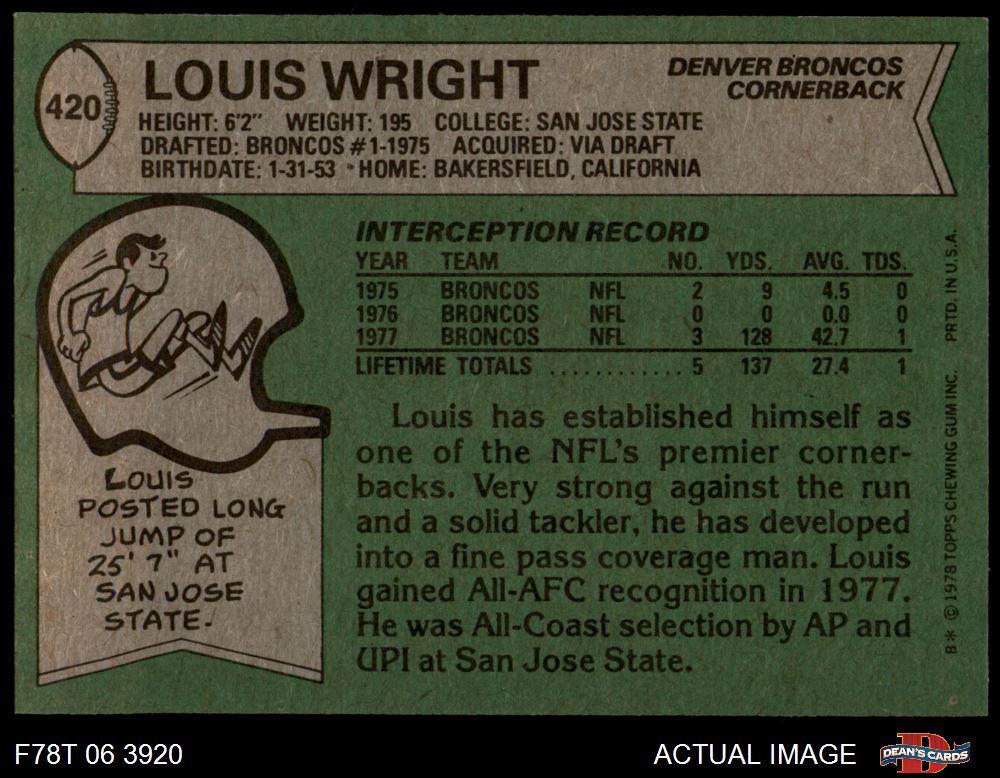 420
LOUIS WRIGHT
DENVER BRONCOS
CORNERBACK
HEIGHT: 6'2" WEIGHT: 195 COLLEGE: SAN JOSE STATE
DRAFTED: BRONCOS #1-1975 ACQUIRED: VIA DRAFT
BIRTHDATE: 1-31-53 • HOME: BAKERSFIELD, CALIFORNIA
INTERCEPTION RECORD
YEAR TEAM NO. YDS. AVG. TDS.
1975 BRONCOS NFL 2 9 4.5 0
1976 BRONCOS NFL 0 0 0.0 0
1977 BRONCOS NFL 3 128 42.7 1
LIFETIME TOTALS ............ 5 137 27.4 1
Louis has established himself as
one of the NFL's premier corner-
backs. Very strong against the run
and a solid tackler, he has developed
into a fine pass coverage man. Louis
gained All-AFC recognition in 1977.
He was All-Coast selection by AP and
UPI at San Jose State.
LOUIS
POSTED LONG
JUMP OF
25' 7" AT
SAN JOSE
STATE.
B* © 1978 TOPPS CHEWING GUM INC. PRTD. IN U.S.A.
C
F78T 06 3920
ACTUAL IMAGE
D
DEAN'S CARDS